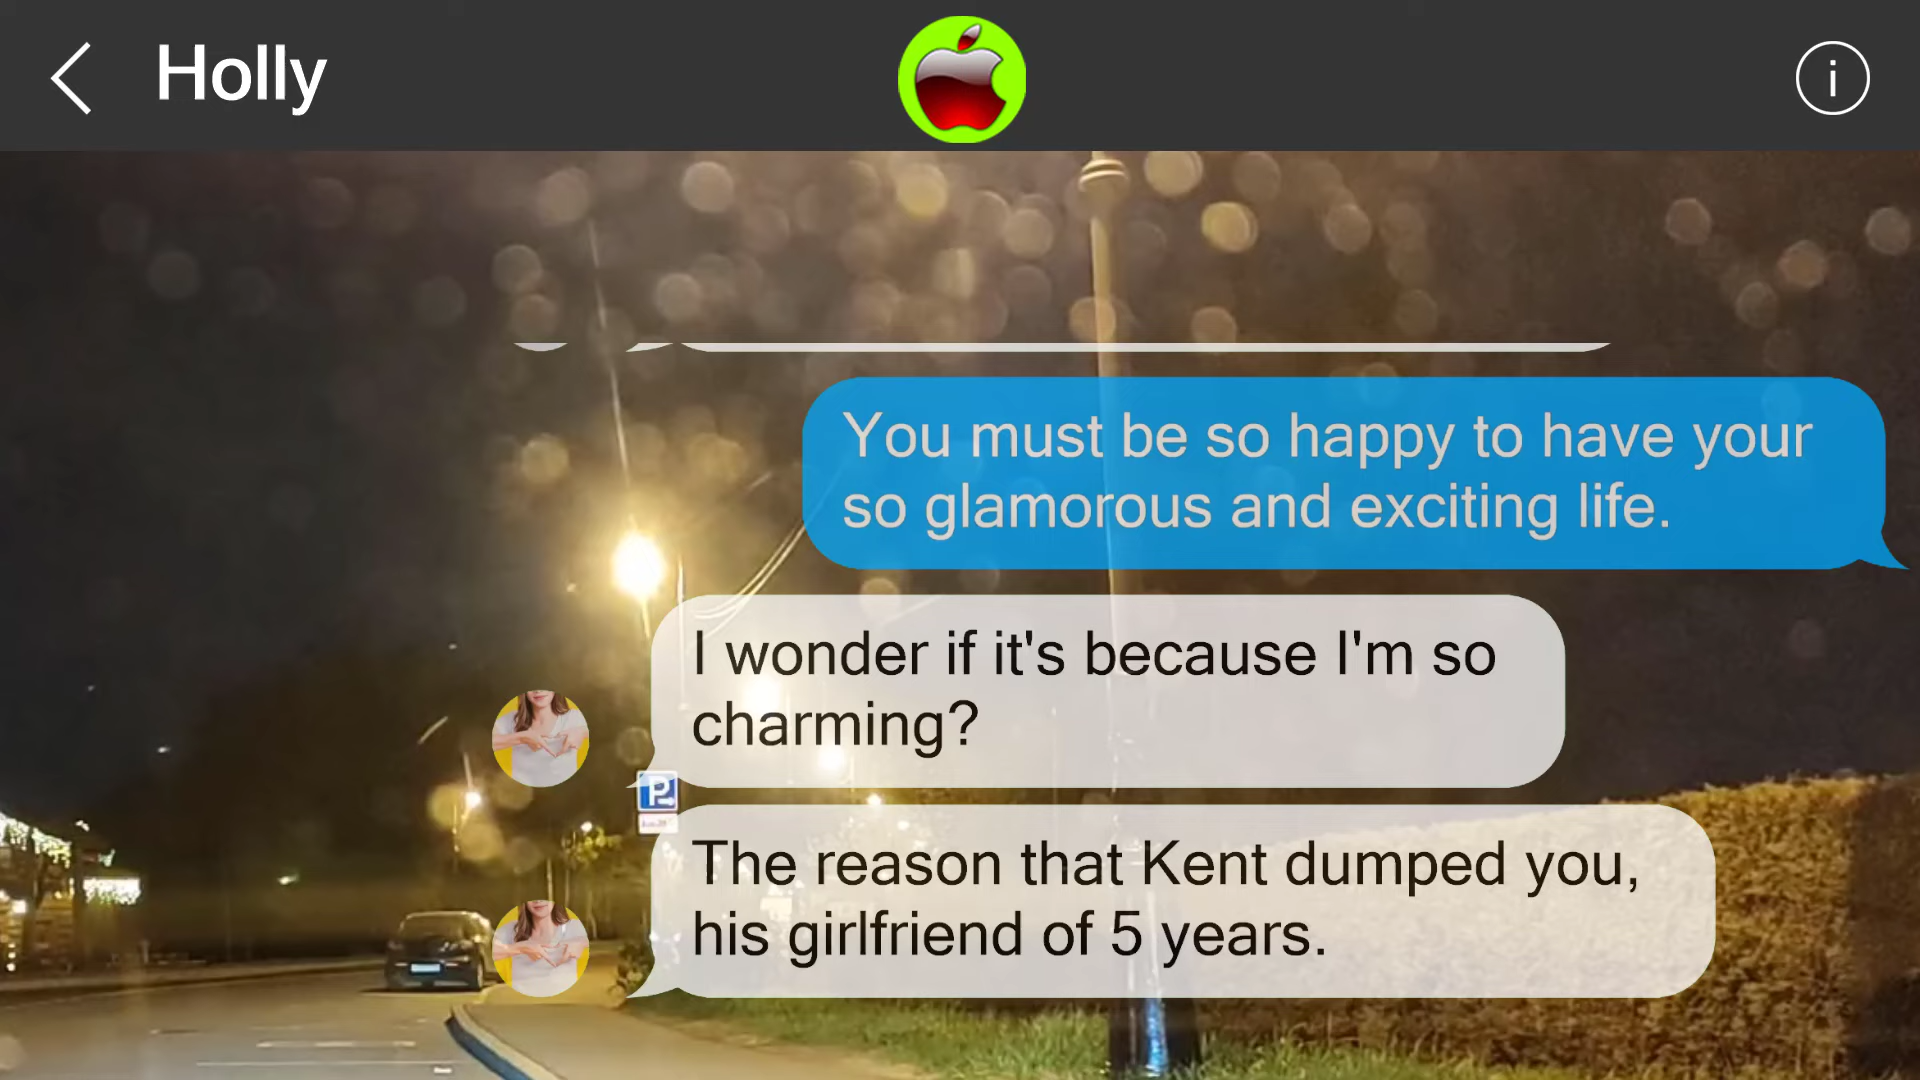 Holly
i
You must be so happy to have your
so glamorous and exciting life.
I wonder if it's because I'm so
charming?
P
The reason that Kent dumped you,
his girlfriend of 5 years.